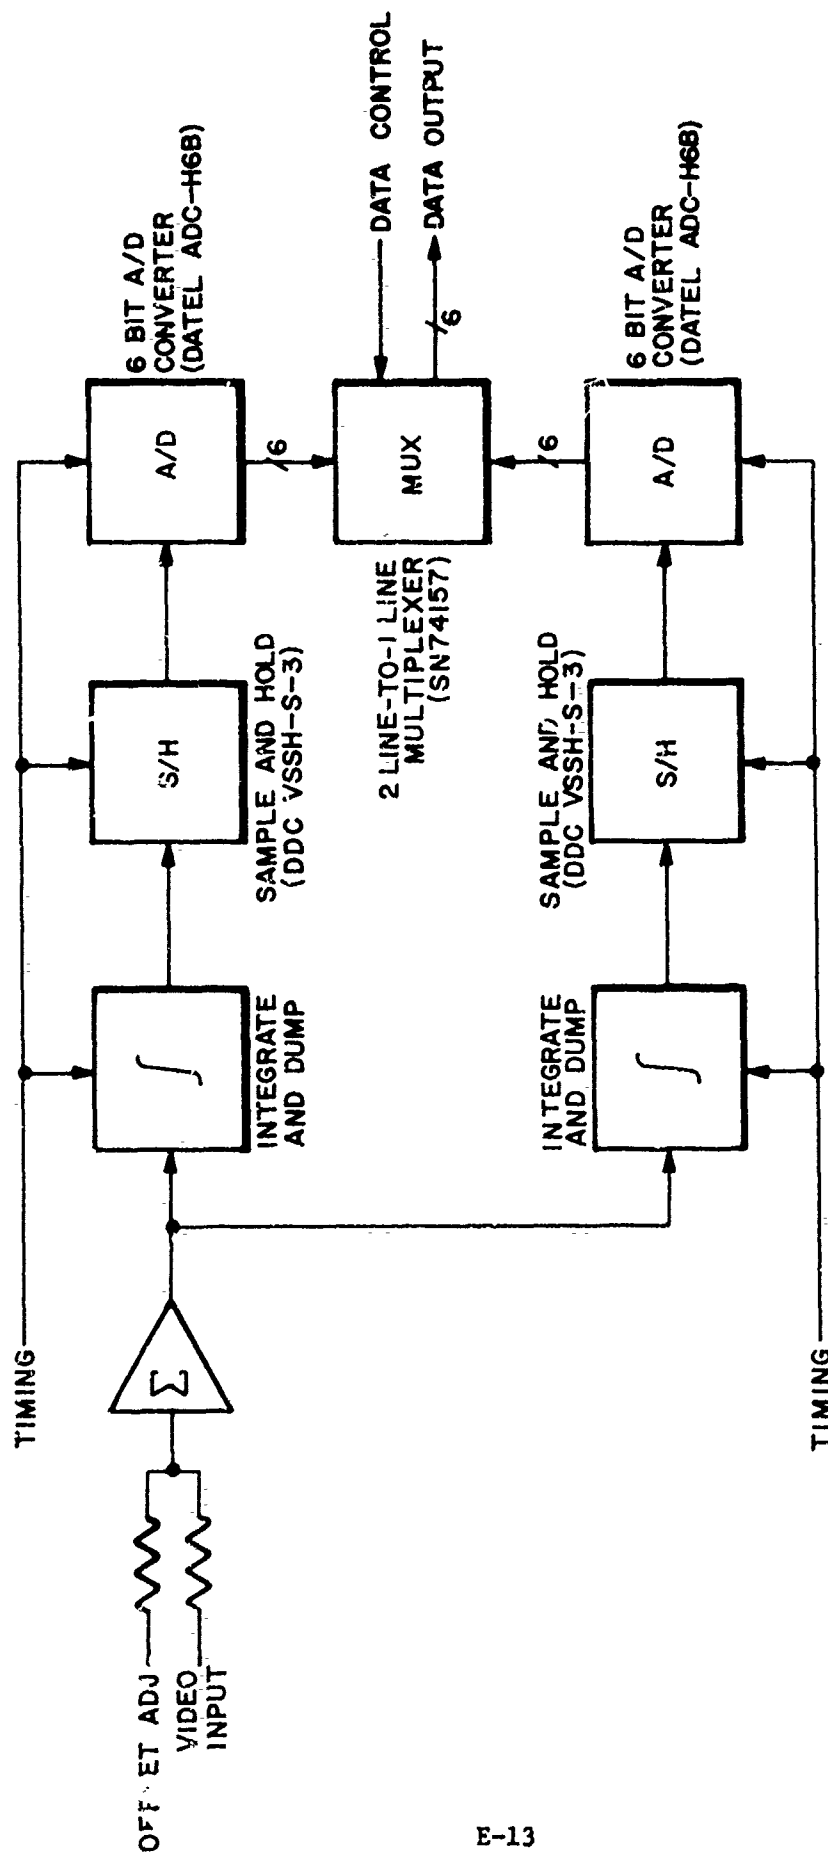 TIMING
6 BIT A/D
CONVERTER
(DATEL ADC-H6B)
A/D
S/H
SAMPLE AND HOLD
(DDC VSSH-S-3)
∫
INTEGRATE
AND DUMP
Σ
ADJ
VIDEO
INPUT
6
DATA CONTROL
DATA OUTPUT
6
MUX
2 LINE-TO-1 LINE
MULTIPLEXER
(SN74157)
6
6 BIT A/D
CONVERTER
(DATEL ADC-H6B)
A/D
S/H
SAMPLE AND HOLD
(DDC VSSH-S-3)
∫
INTEGRATE
AND DUMP
TIMING
E-13